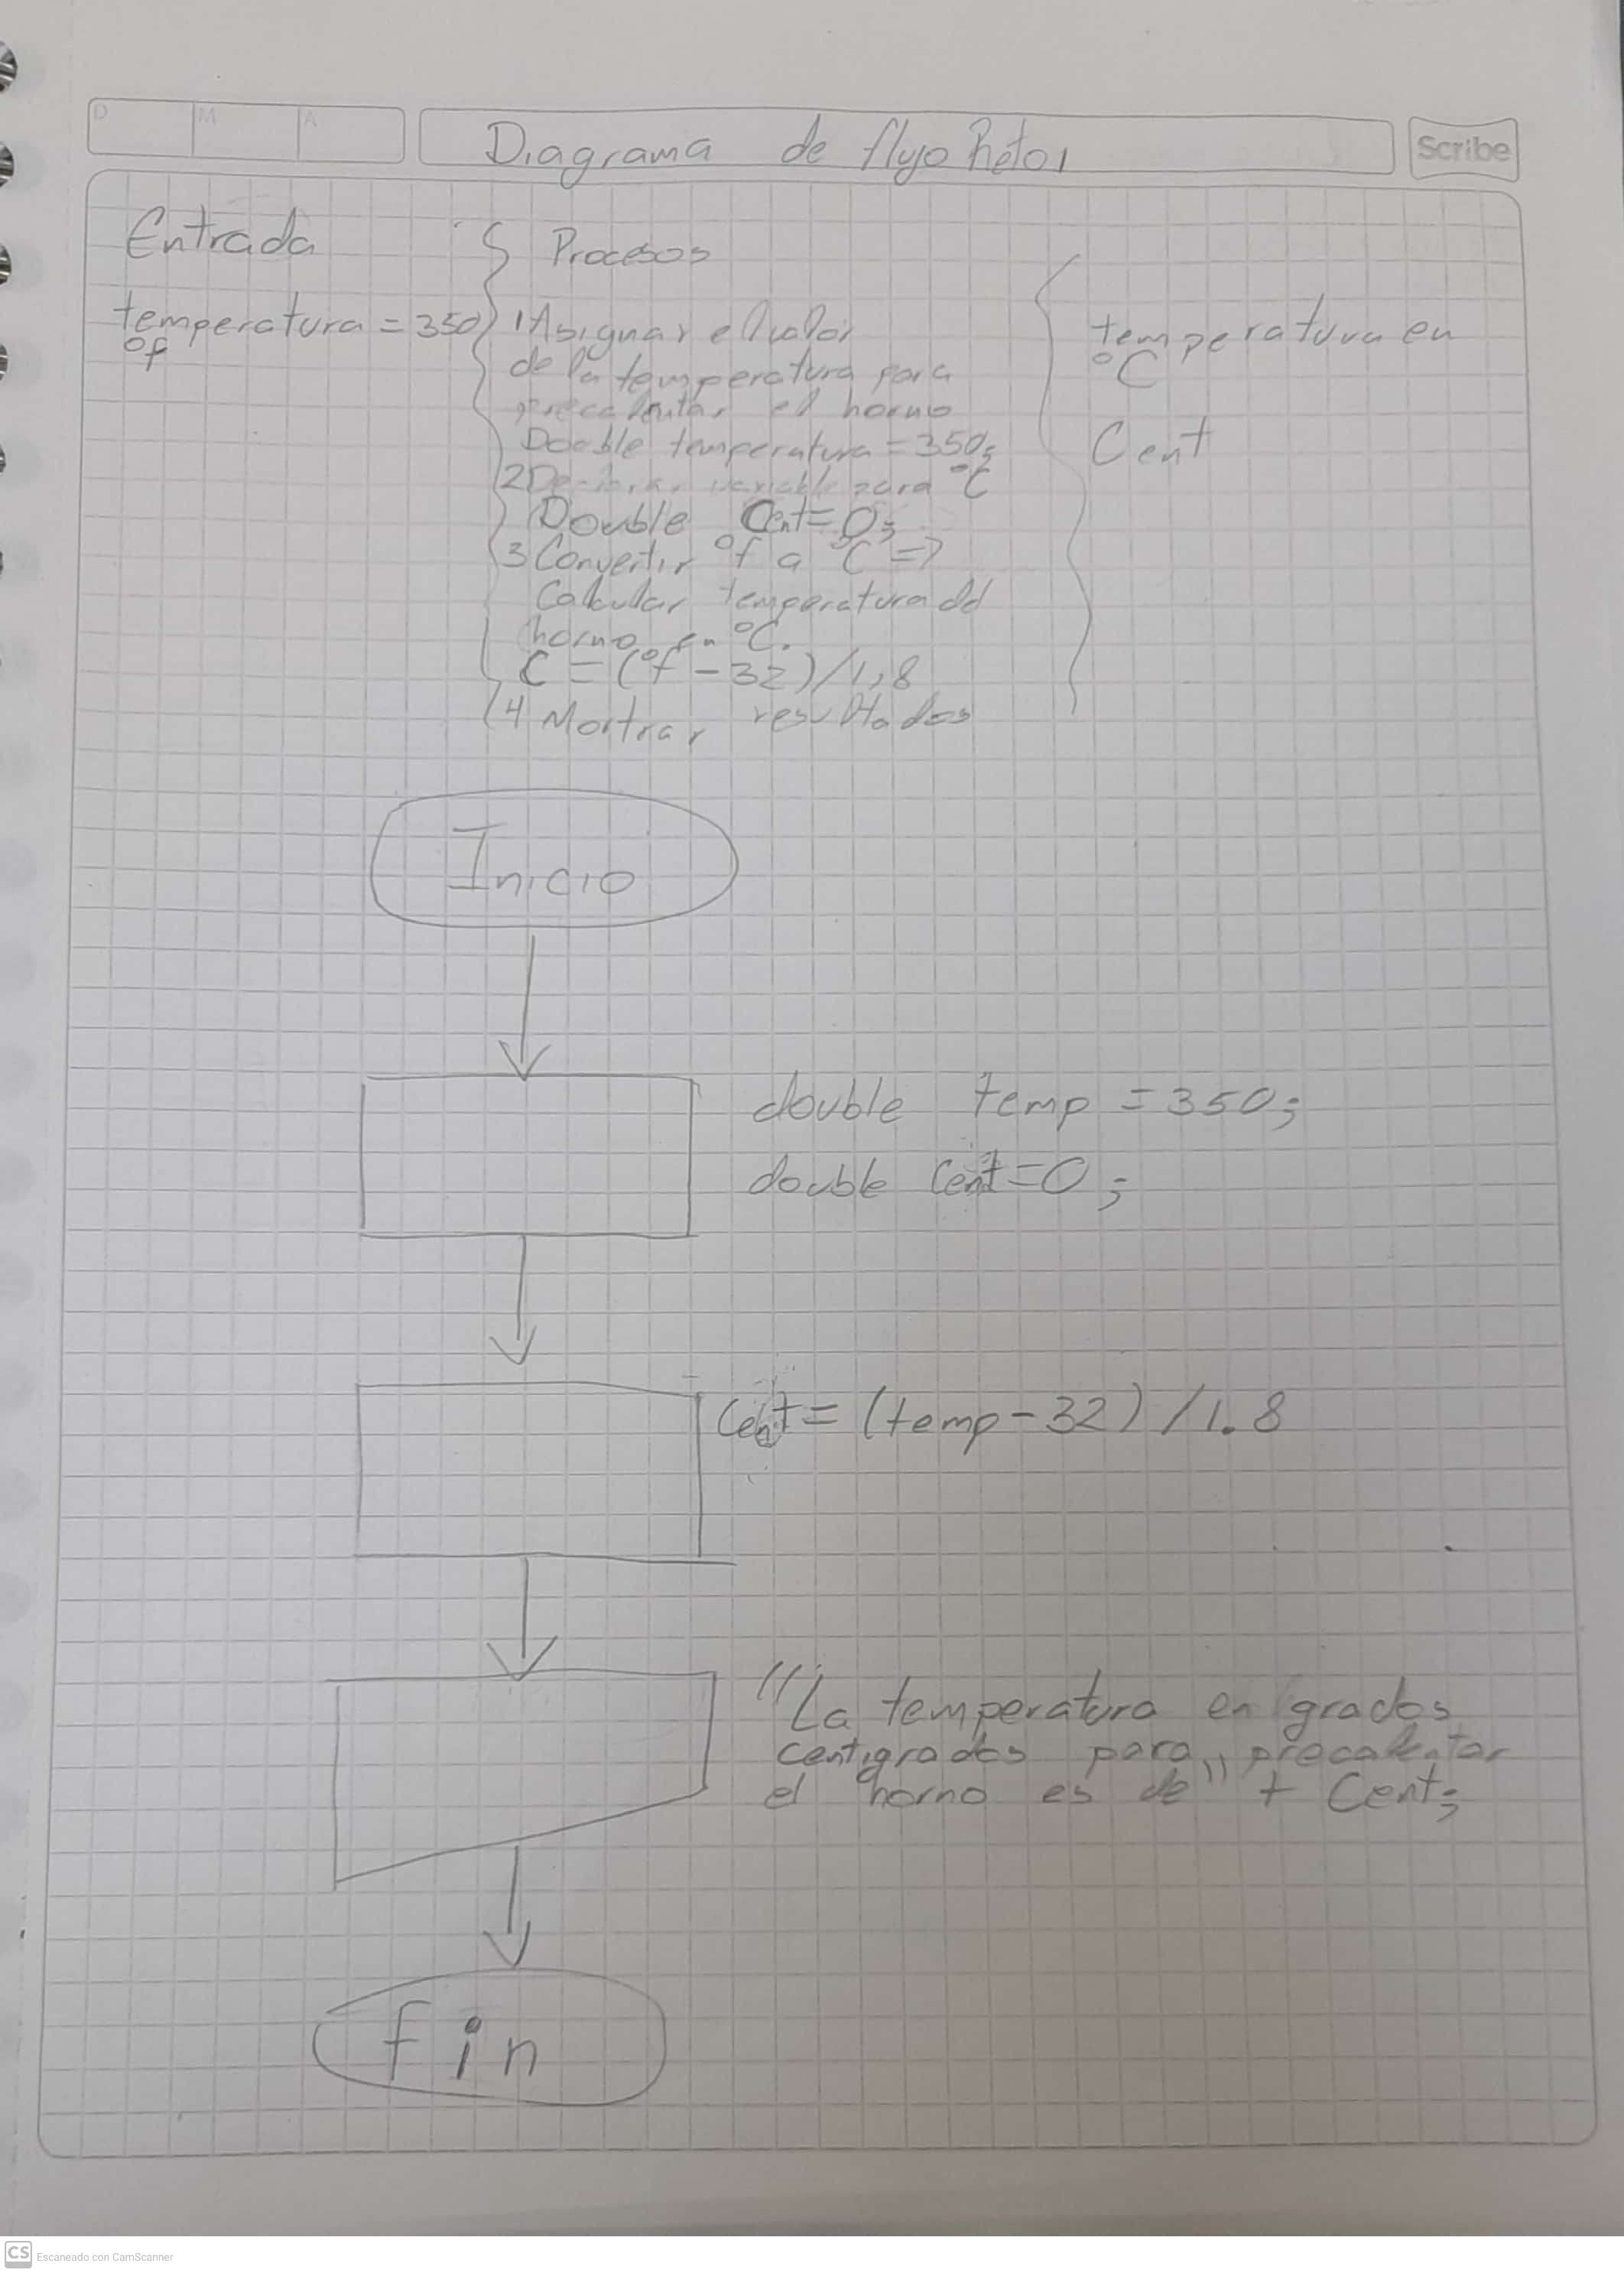 D M A
Diagrama de flujo Reto 1
Scribe
Entrada
temperatura = 350
°f
Procesos
1 Asignar el valor
de la temperatura para
precalentar el horno
Double temperatura = 350;
2 Declarar variable para °C
Double Cent = 0;
3 Convertir °f a °C =>
Calcular temperatura del
horno en °C.
C = (°f - 32) / 1,8
4 Mostrar resultados
temperatura en
°C
Cent
Inicio
double temp = 350;
double Cent = 0;
Cent = (temp - 32) / 1.8
"La temperatura en grados
centigrados para precalentar
el horno es de" + Cent;
fin
CS Escaneado con CamScanner